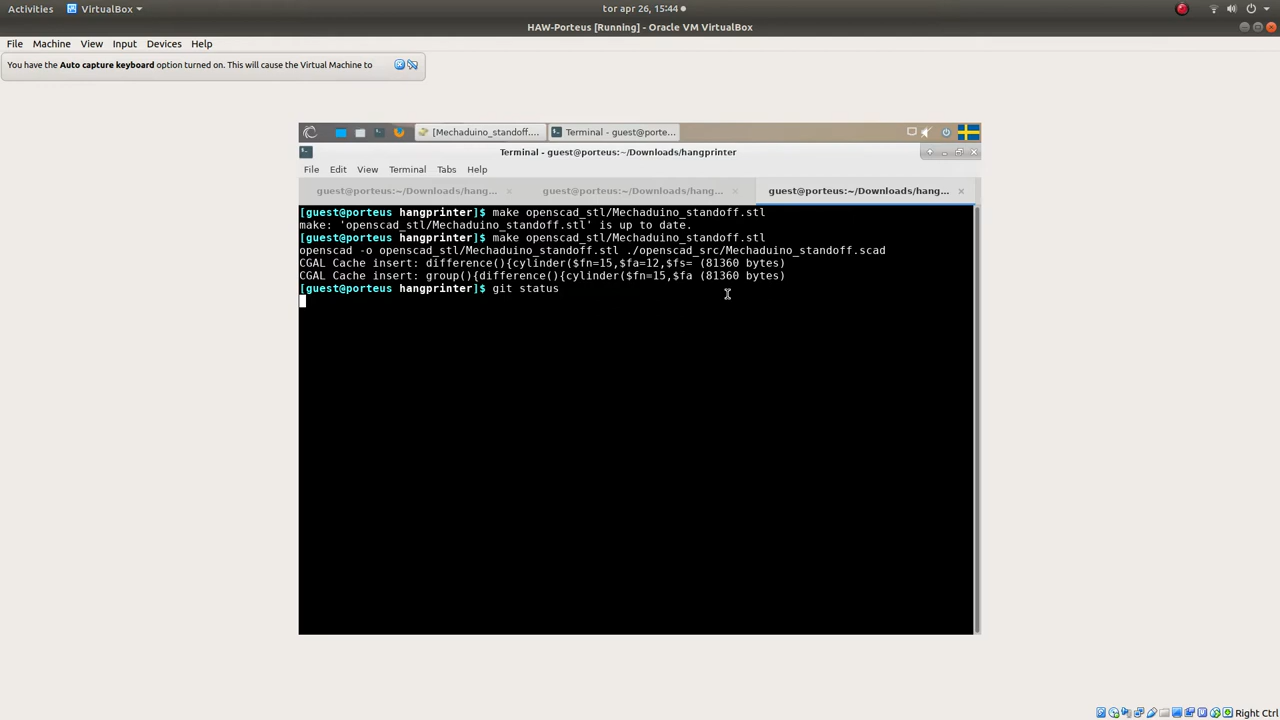 Activities VirtualBox tor apr 26, 15:44
HAW-Porteus [Running] - Oracle VM VirtualBox
File Machine View Input Devices Help
You have the Auto capture keyboard option turned on. This will cause the Virtual Machine to
[Mechaduino_standoff.... Terminal - guest@porte...
Terminal - guest@porteus:~/Downloads/hangprinter
File Edit View Terminal Tabs Help
guest@porteus:~/Downloads/hang... guest@porteus:~/Downloads/hang... guest@porteus:~/Downloads/hang...
[guest@porteus hangprinter]$ make openscad_stl/Mechaduino_standoff.stl
make: 'openscad_stl/Mechaduino_standoff.stl' is up to date.
[guest@porteus hangprinter]$ make openscad_stl/Mechaduino_standoff.stl
openscad -o openscad_stl/Mechaduino_standoff.stl ./openscad_src/Mechaduino_standoff.scad
CGAL Cache insert: difference(){cylinder($fn=15,$fa=12,$fs= (81360 bytes)
CGAL Cache insert: group(){difference(){cylinder($fn=15,$fa (81360 bytes)
[guest@porteus hangprinter]$ git status
Right Ctrl